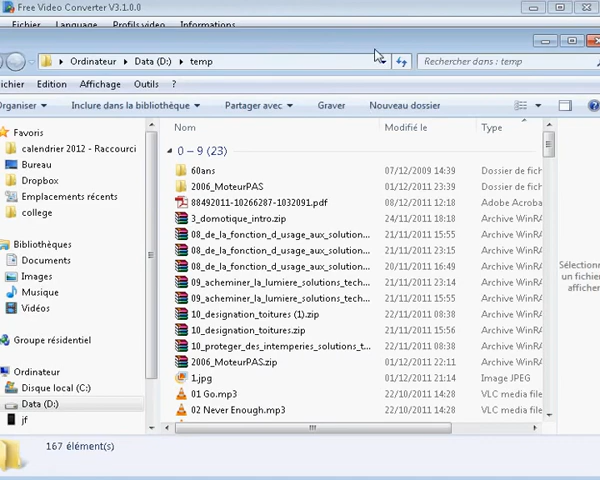 Free Video Converter V3.1.0.0
Fichier Language Profils video Informations
Ordinateur Data (D:) temp Rechercher dans : temp
ichier Edition Affichage Outils ?
Organiser Inclure dans la bibliothèque Partager avec Graver Nouveau dossier
Favoris
calendrier 2012 - Raccourci
Bureau
Dropbox
Emplacements récents
college
Bibliothèques
Documents
Images
Musique
Vidéos
Groupe résidentiel
Ordinateur
Disque local (C:)
Data (D:)
jf
Nom Modifié le Type
0 – 9 (23)
60ans 07/12/2009 14:39 Dossier de fich
2006_MoteurPAS 01/12/2011 23:39 Dossier de fich
88492011-10266287-1032091.pdf 08/12/2011 12:18 Adobe Acroba
3_domotique_intro.zip 24/11/2011 18:18 Archive WinRA
08_de_la_fonction_d_usage_aux_solution... 21/11/2011 15:55 Archive WinRA
08_de_la_fonction_d_usage_aux_solution... 21/11/2011 23:15 Archive WinRA
08_de_la_fonction_d_usage_aux_solution... 20/11/2011 16:49 Archive WinRA
09_acheminer_la_lumiere_solutions_tech... 21/11/2011 23:14 Archive WinRA
09_acheminer_la_lumiere_solutions_tech... 21/11/2011 15:55 Archive WinRA
10_designation_toitures (1).zip 22/11/2011 08:38 Archive WinRA
10_designation_toitures.zip 21/11/2011 15:56 Archive WinRA
10_proteger_des_intemperies_solutions_t... 22/11/2011 08:38 Archive WinRA
2006_MoteurPAS.zip 01/12/2011 22:11 Archive WinRA
1.jpg 01/12/2011 21:14 Image JPEG
01 Go.mp3 22/10/2011 14:28 VLC media file
02 Never Enough.mp3 22/10/2011 14:28 VLC media file
Sélection
un fichier
afficher
167 élément(s)